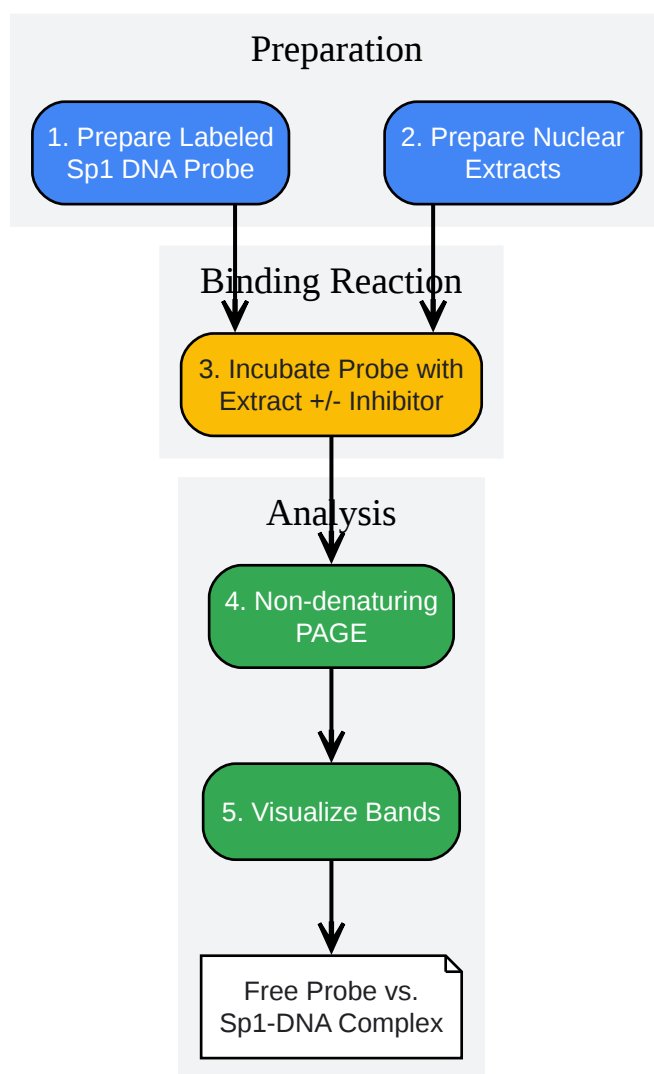 Preparation
1. Prepare Labeled
Sp1 DNA Probe
2. Prepare Nuclear
Extracts
Binding Reaction
3. Incubate Probe with
Extract +/- Inhibitor
Analysis
4. Non-denaturing
PAGE
5. Visualize Bands
Free Probe vs.
Sp1-DNA Complex